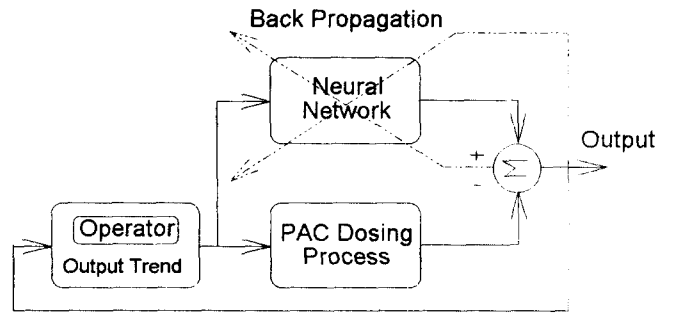 Back Propagation
Neural
Network
Output
+
Σ
-
Operator
Output Trend
PAC Dosing
Process